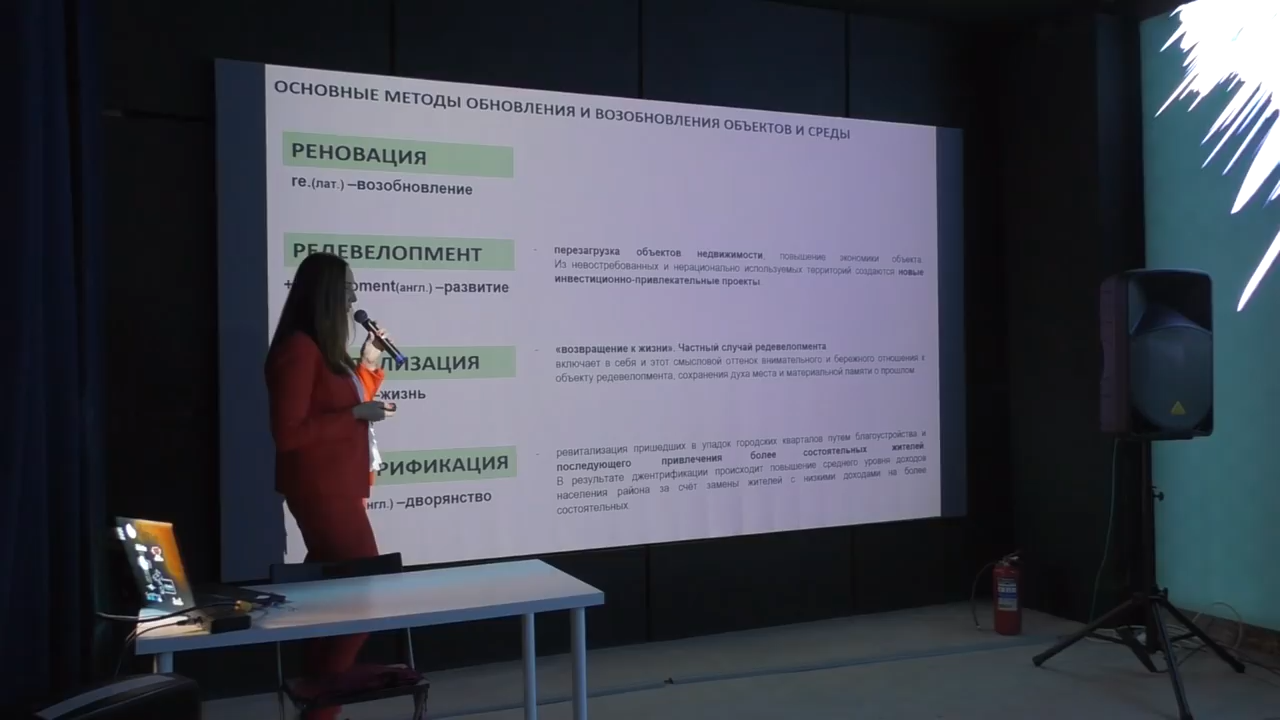 ОСНОВНЫЕ МЕТОДЫ ОБНОВЛЕНИЯ И ВОЗОБНОВЛЕНИЯ ОБЪЕКТОВ И СРЕДЫ
РЕНОВАЦИЯ
re.(лат.) –возобновление
РЕДЕВЕЛОПМЕНТ
oment(англ.) –развитие
- перезагрузка объектов недвижимости, повышение экономики объекта.
Из невостребованных и нерационально используемых территорий создаются новые
инвестиционно-привлекательные проекты.
ЛИЗАЦИЯ
–жизнь
- «возвращение к жизни». Частный случай редевелопмента
включает в себя и этот смысловой оттенок внимательного и бережного отношения к
объекту редевелопмента, сохранения духа места и материальной памяти о прошлом
РИФИКАЦИЯ
нгл.) –дворянство
- ревитализация пришедших в упадок городских кварталов путем благоустройства и
последующего привлечения более состоятельных жителей.
В результате джентрификации происходит повышение среднего уровня доходов
населения района за счёт замены жителей с низкими доходами на более
состоятельных